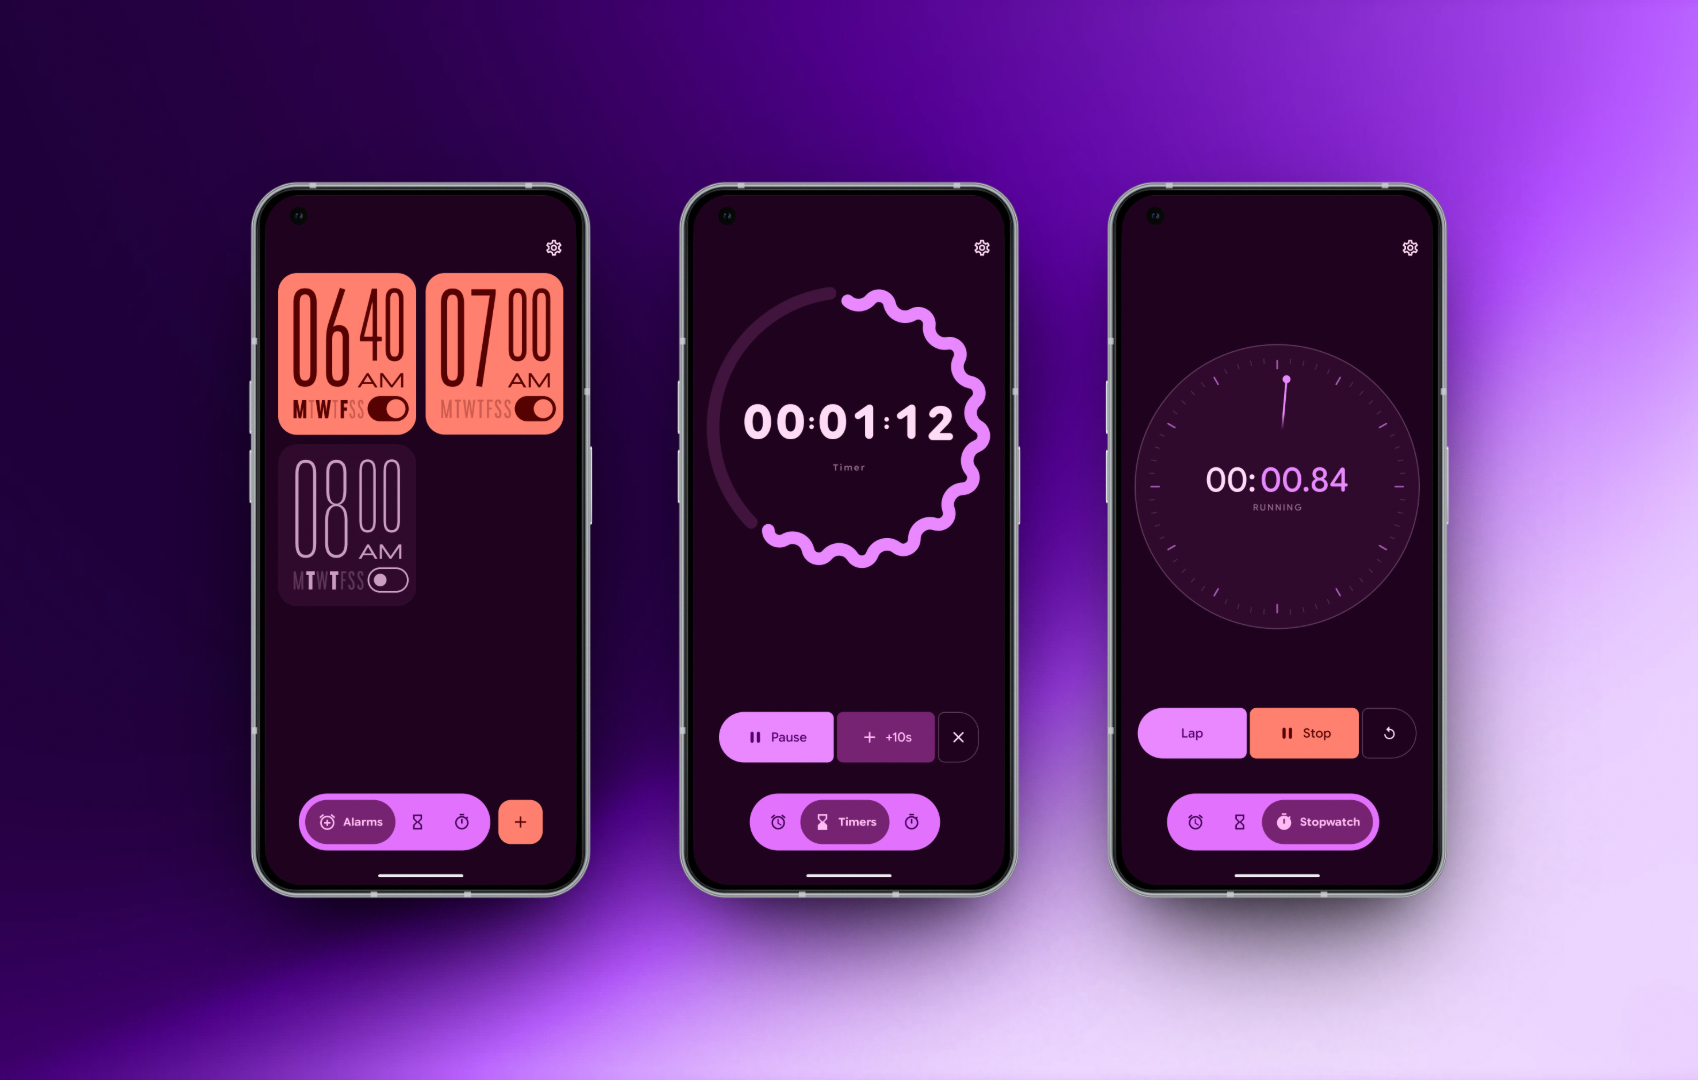 06 40
AM
MTWTFSS
07 00
AM
MTWTFSS
08 00
AM
MTWTFSS
Alarms
00:01:12
Timer
Pause
+10s
Timers
00:00.84
RUNNING
Lap
Stop
Stopwatch